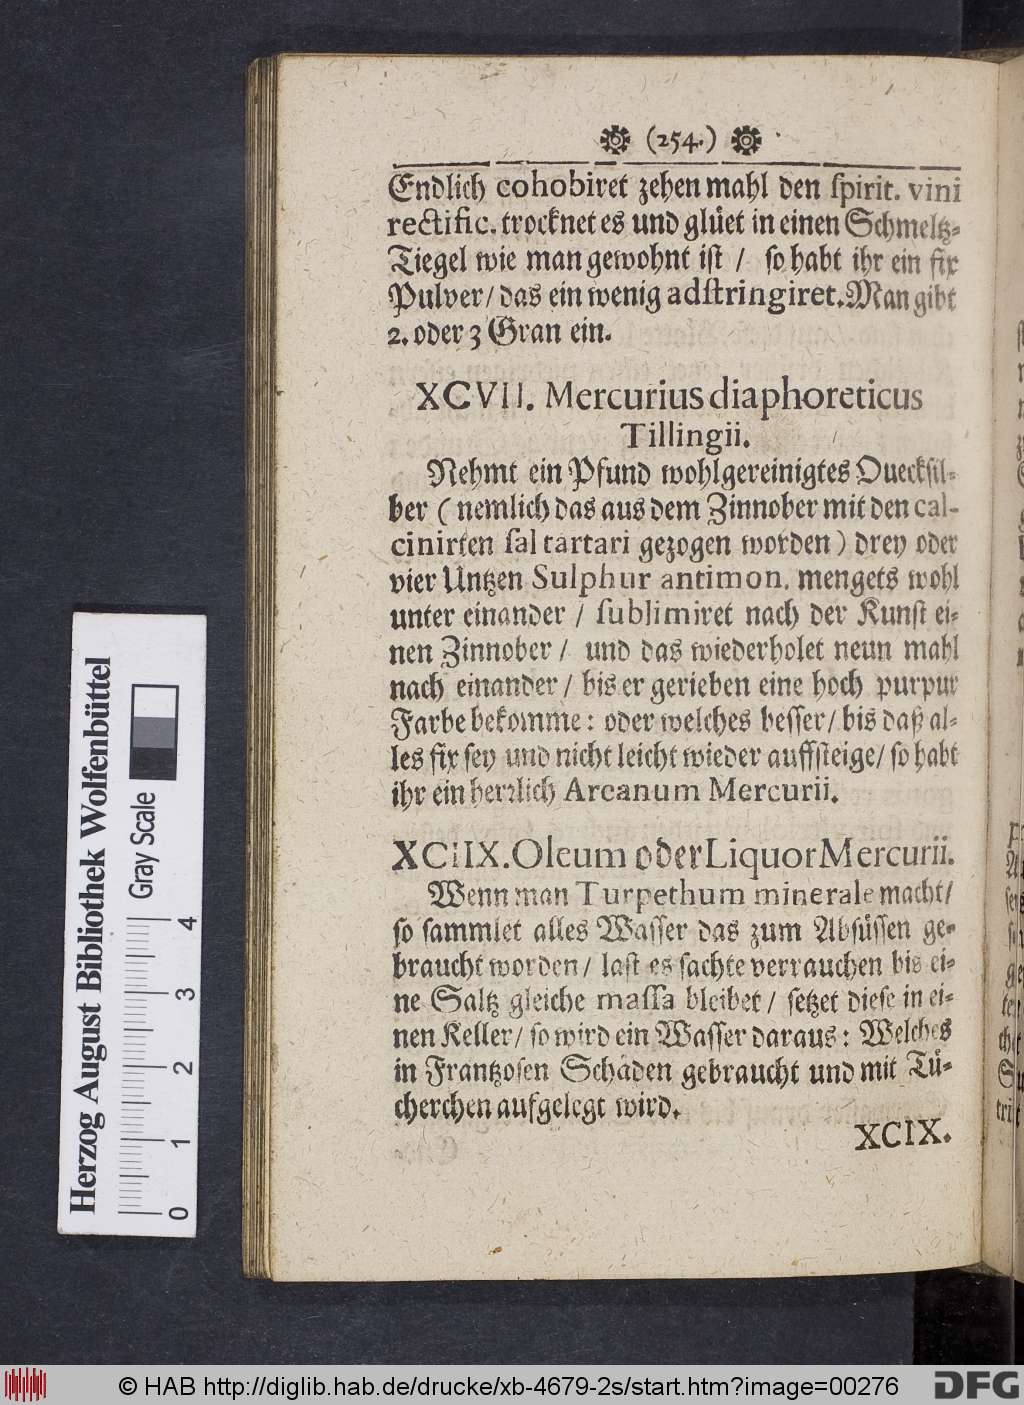 (254.)
Endlich cohobiret zehen mahl den spirit. vini
rectific. trocknet es und glüet in einen Schmeltz-
Tiegel wie man gewohnt ist / so habt ihr ein fix
Pulver / das ein wenig adstringiret. Man gibt
2. oder 3 Gran ein.
XCVII. Mercurius diaphoreticus
Tillingii.
Nehmt ein Pfund wohlgereinigtes Quecksil-
ber ( nemlich das aus dem Zinnober mit den cal-
cinirten sal tartari gezogen worden ) drey oder
vier Untzen Sulphur antimon. mengets wohl
unter einander / sublimiret nach der Kunst ei-
nen Zinnober / und das wiederholet neun mahl
nach einander / bis er gerieben eine hoch purpur
Farbe bekomme: oder welches besser / bis daß al-
les fix sey und nicht leicht wieder auffsteige / so habt
ihr ein herrlich Arcanum Mercurii.
XCIIX. Oleum oder Liquor Mercurii.
Wenn man Turpethum minerale macht /
so sammlet alles Wasser das zum Absüssen ge-
braucht worden / last es sachte verrauchen bis ei-
ne Saltz gleiche massa bleibet / setzet diese in ei-
nen Keller / so wird ein Wasser daraus: Welches
in Frantzosen Schäden gebraucht und mit Tü-
cherchen aufgelegt wird.
XCIX.
Herzog August Bibliothek Wolfenbüttel
Gray Scale
0 1 2 3 4
© HAB http://diglib.hab.de/drucke/xb-4679-2s/start.htm?image=00276
DFG